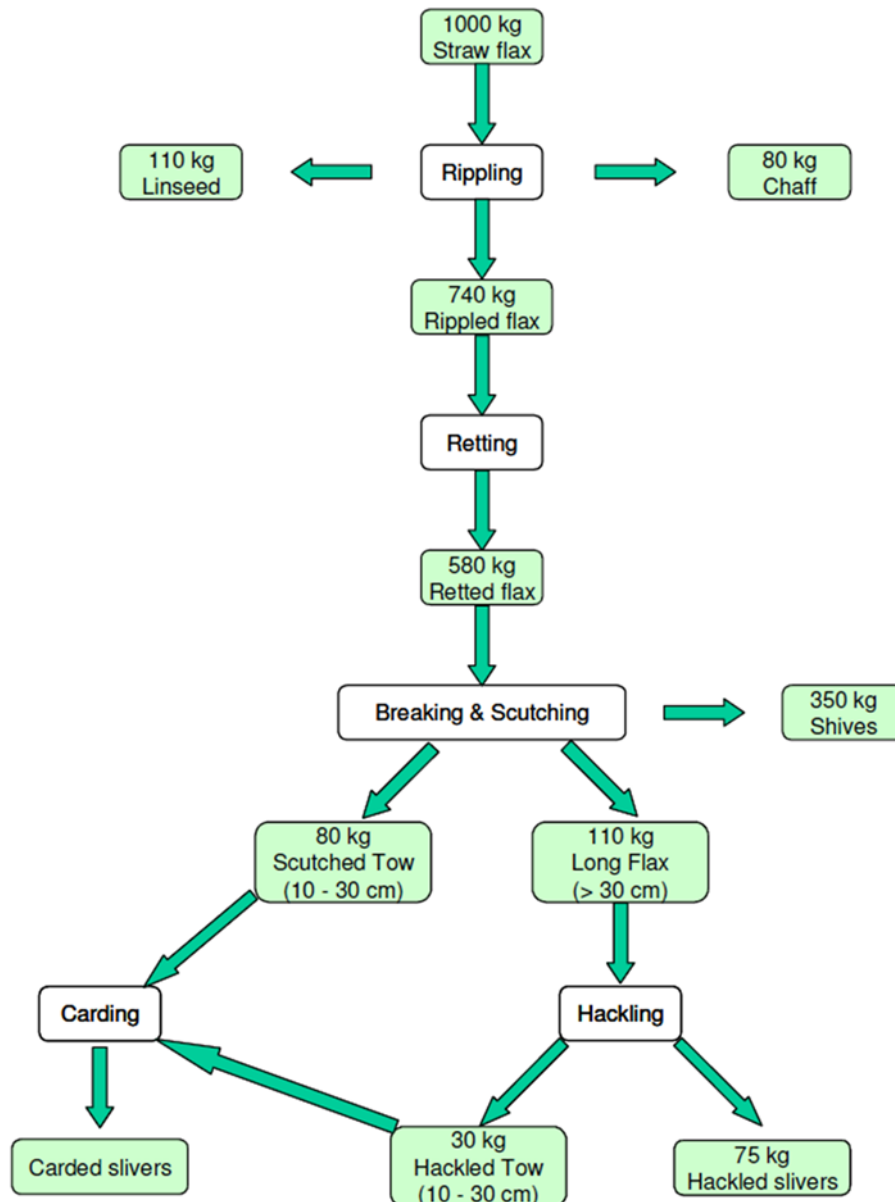 1000 kg
Straw flax
110 kg
Linseed
Rippling
80 kg
Chaff
740 kg
Rippled flax
Retting
580 kg
Retted flax
Breaking & Scutching
350 kg
Shives
80 kg
Scutched Tow
(10 - 30 cm)
110 kg
Long Flax
(> 30 cm)
Carding
Hackling
Carded slivers
30 kg
Hackled Tow
(10 - 30 cm)
75 kg
Hackled slivers